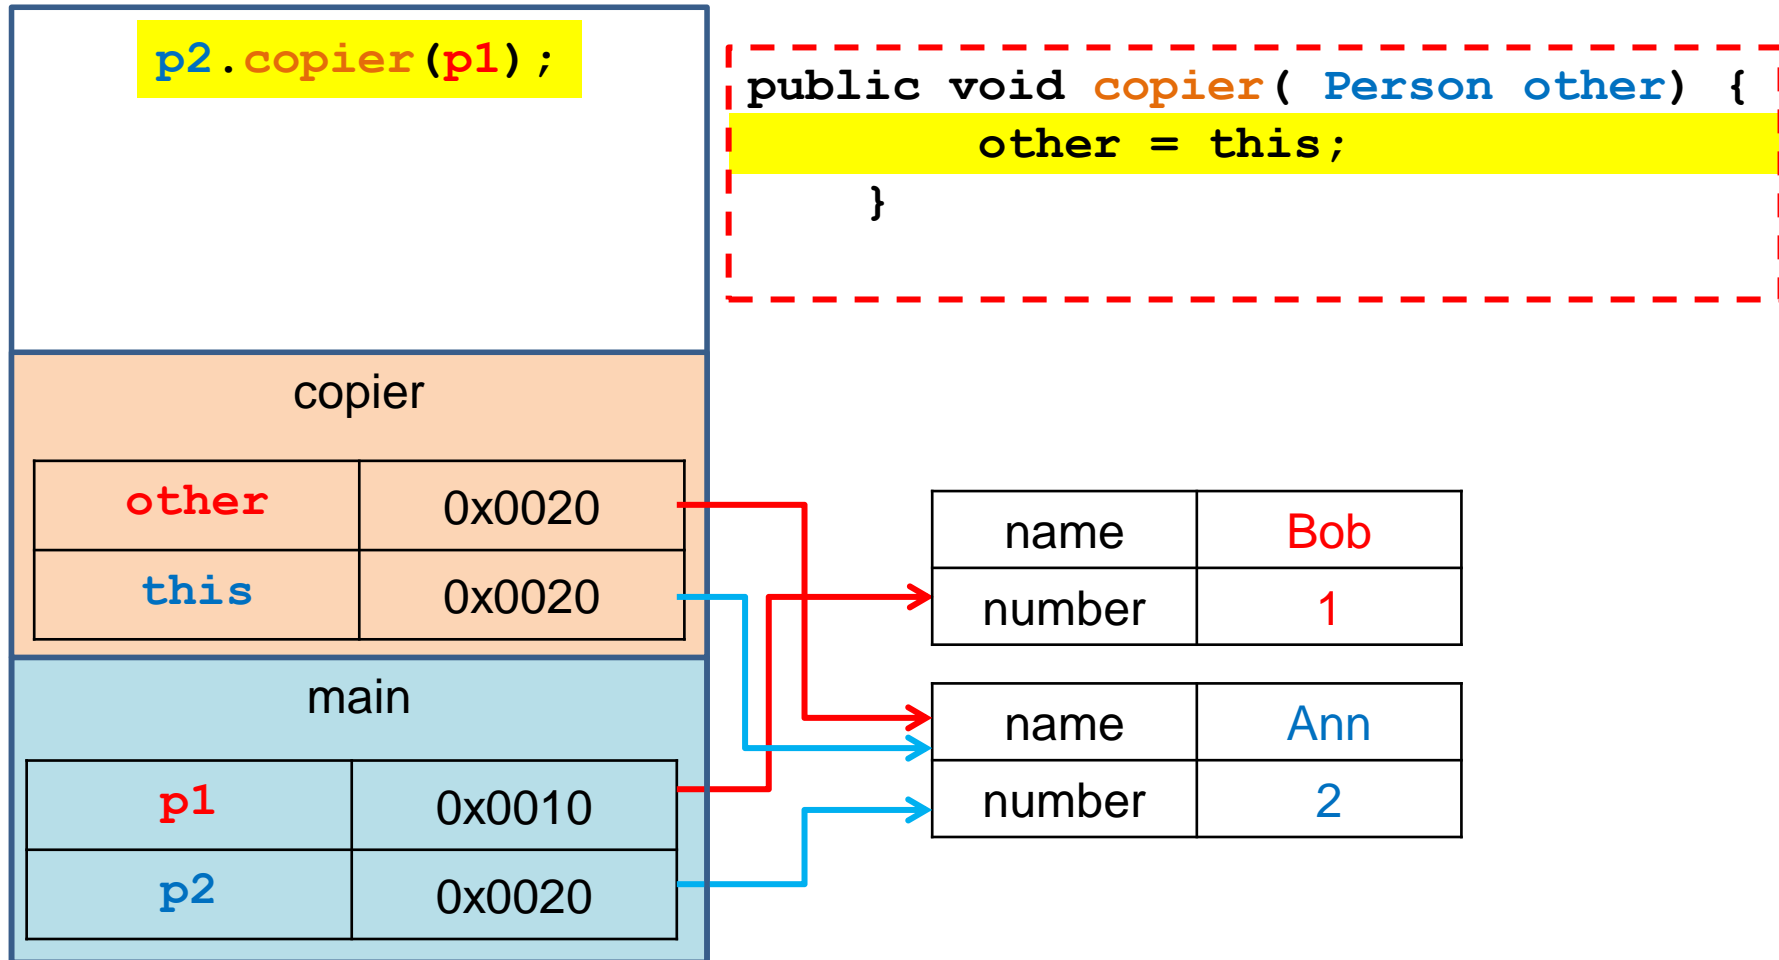 p2.copier(p1);
public void copier( Person other) {
other = this;
}
copier
other 0x0020
this 0x0020
main
p1 0x0010
p2 0x0020
name Bob
number 1
name Ann
number 2